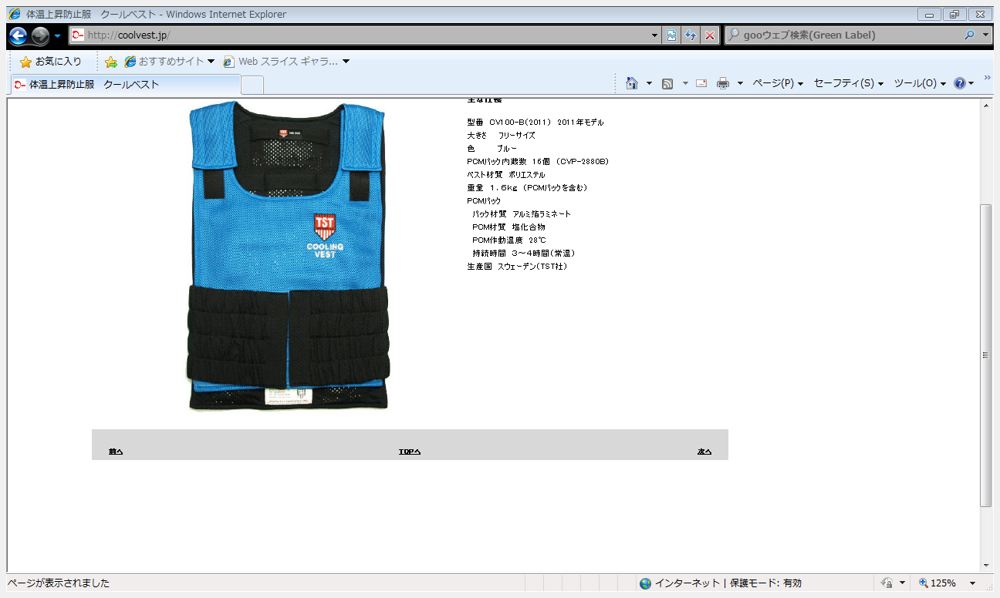 体温上昇防止服　クールベスト - Windows Internet Explorer
http://coolvest.jp/
gooウェブ検索(Green Label)
お気に入り
おすすめサイト
Web スライス ギャラ...
体温上昇防止服　クールベスト
ページ(P)
セーフティ(S)
ツール(O)
主な仕様
型番　CV100-B(2011)　2011年モデル
大きさ　フリーサイズ
色　　　ブルー
PCMパック内蔵数　16個　(CVP-2880B)
ベスト材質　ポリエステル
重量　１．６kg　(PCMパックを含む)
PCMパック
パック材質　アルミ箔ラミネート
PCM材質　塩化合物
PCM作動温度　28℃
持続時間　３～４時間(常温)
生産国　スウェーデン(TST社)
TST
TST
COOLING
VEST
前へ
TOPへ
次へ
ページが表示されました
インターネット | 保護モード: 有効
125%